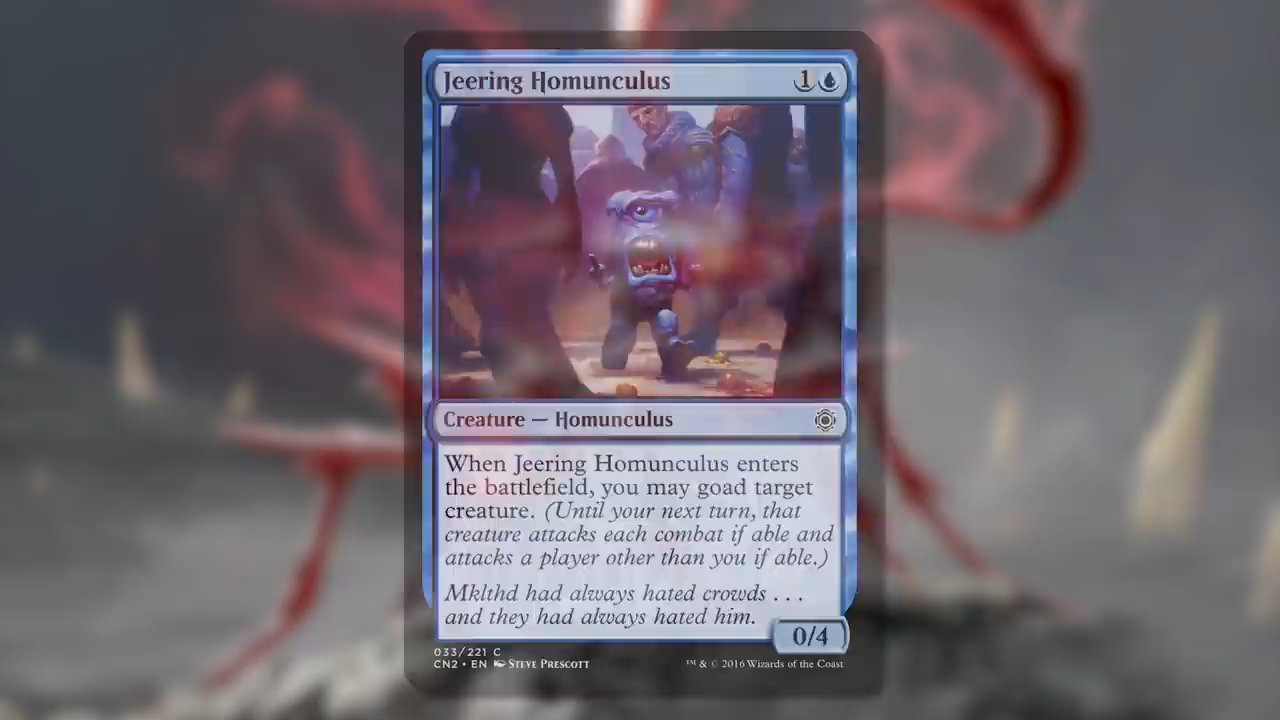 Jeering Homunculus 1
Creature — Homunculus
When Jeering Homunculus enters
the battlefield, you may goad target
creature. (Until your next turn, that
creature attacks each combat if able and
attacks a player other than you if able.)
Mklthd had always hated crowds . . .
and they had always hated him.
0/4
033/221 C
CN2 • EN Steve Prescott
™ & © 2016 Wizards of the Coast